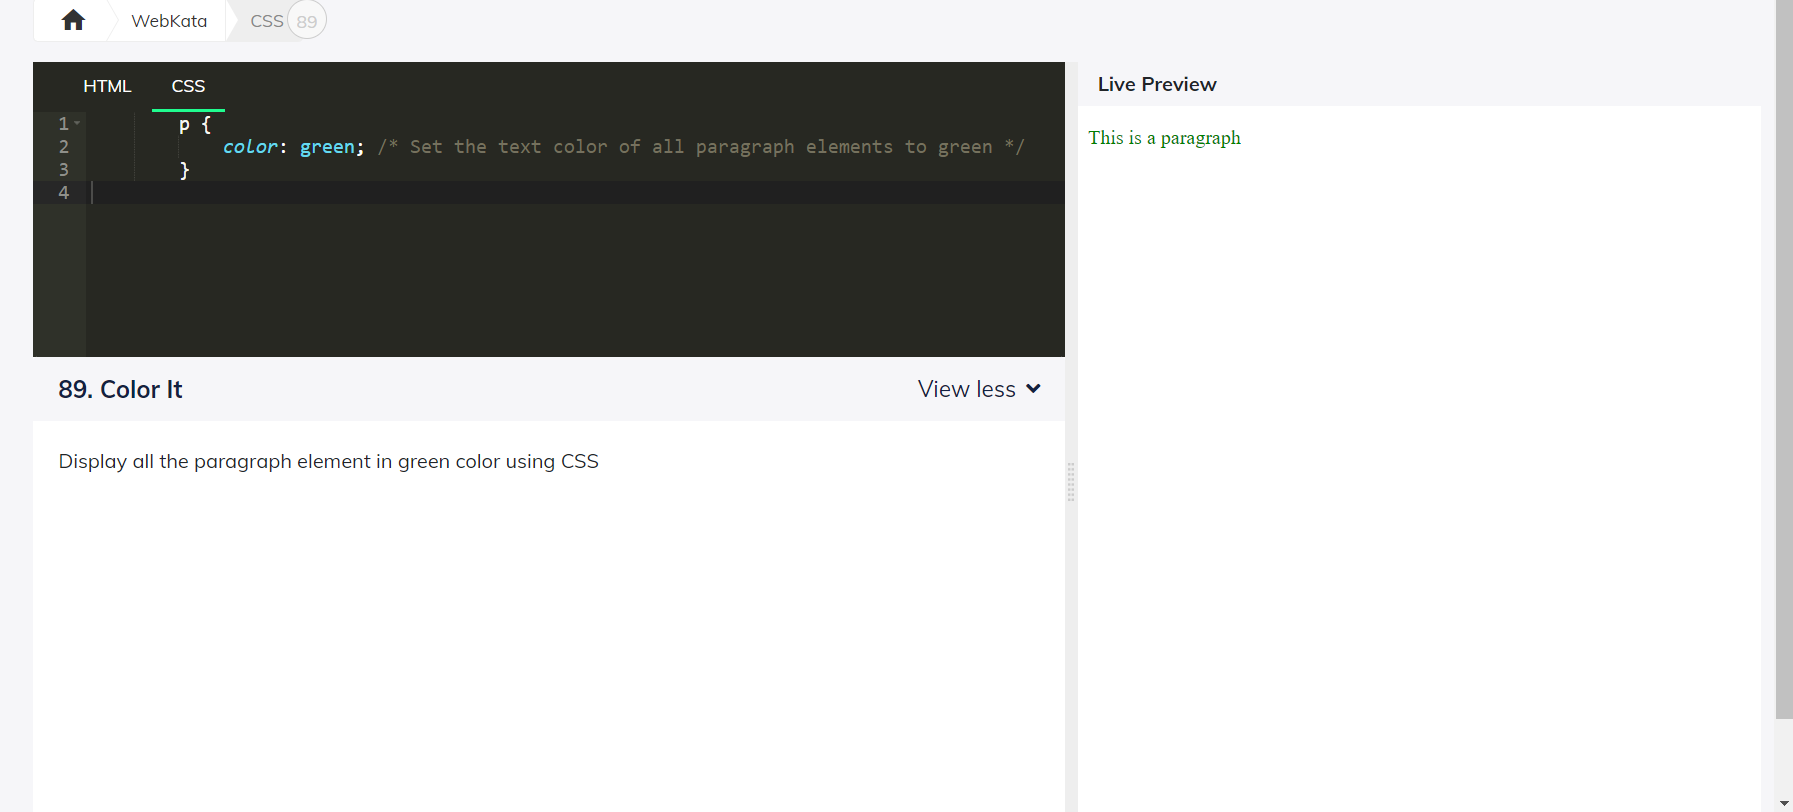 WebKata
CSS 89
HTML CSS
1 p {
2 color: green; /* Set the text color of all paragraph elements to green */
3 }
4
89. Color It
View less
Display all the paragraph element in green color using CSS
Live Preview
This is a paragraph